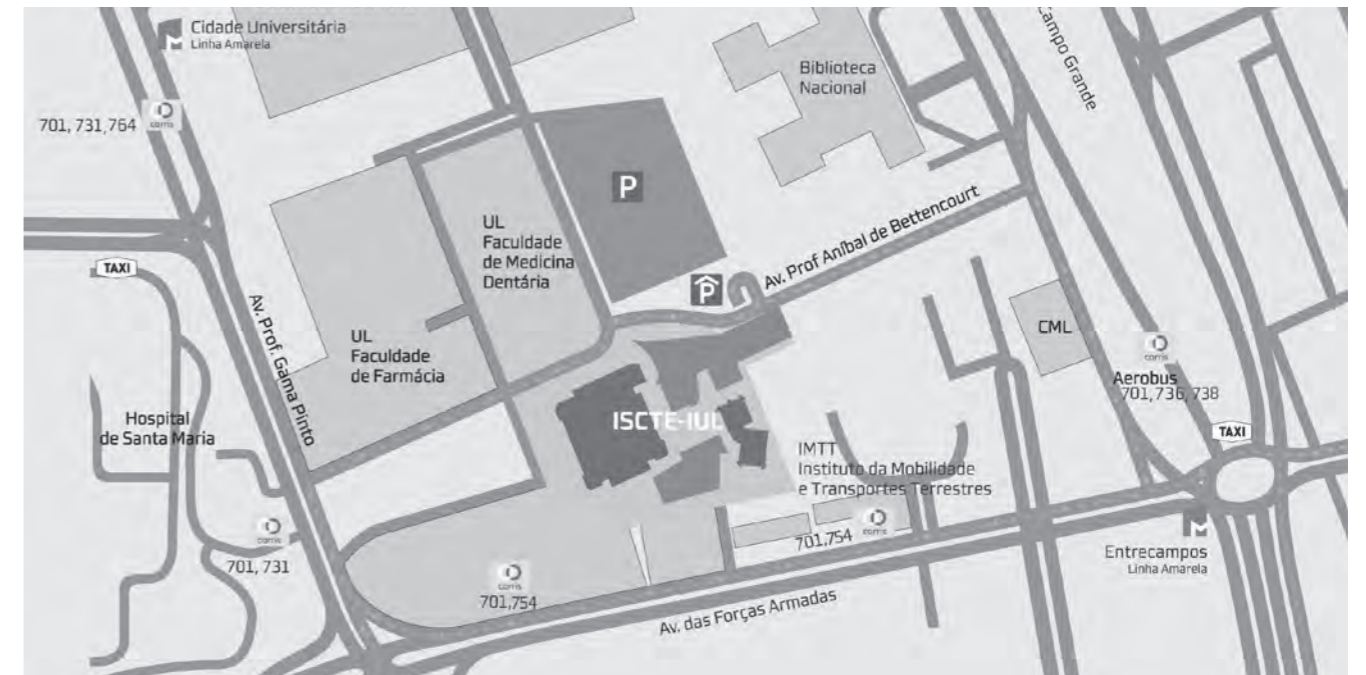 Cidade Universitária
Linha Amarela
701, 731,764
carris
Biblioteca
Nacional
Campo Grande
P
UL
Faculdade
de Medicina
Dentária
Av. Prof Aníbal de Bettencourt
TAXI
P
Av. Prof. Gama Pinto
UL
Faculdade
de Farmácia
CML
carris
Aerobus
701, 736, 738
Hospital
de Santa Maria
ISCTE-IUL
TAXI
IMTT
Instituto da Mobilidade
e Transportes Terrestres
carris
701, 731
carris
701,754
carris
701,754
Entrecampos
Linha Amarela
Av. das Forças Armadas